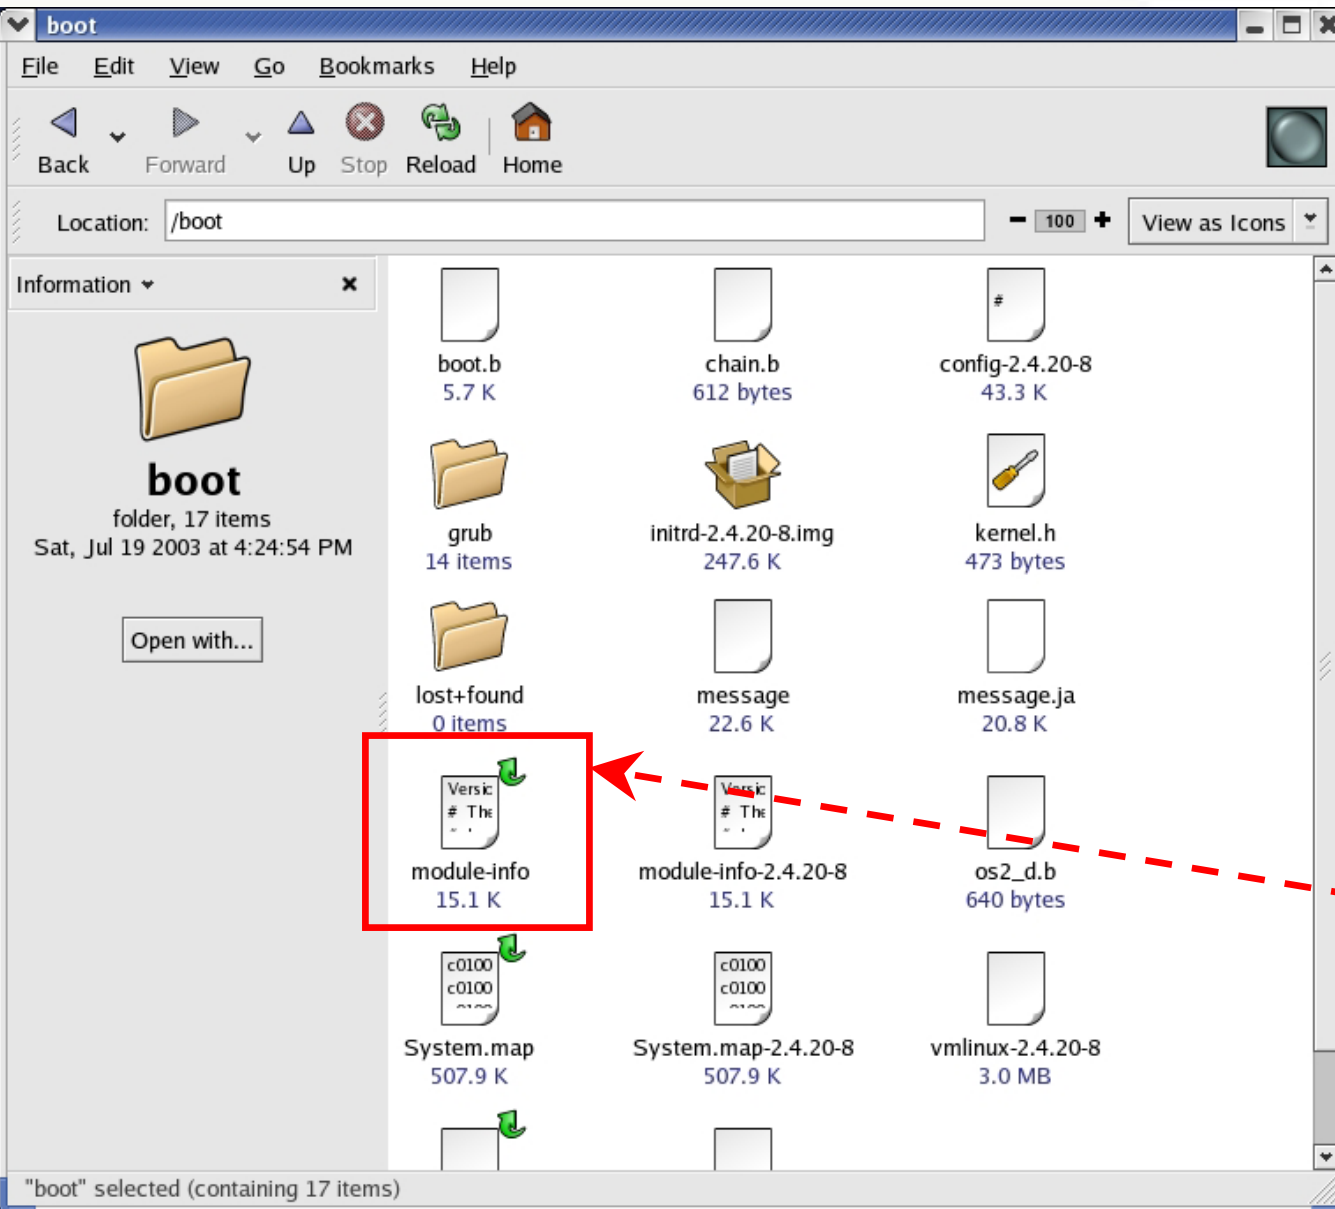 boot
File Edit View Go Bookmarks Help
Back Forward Up Stop Reload Home
Location: /boot 100 View as Icons
Information
boot
folder, 17 items
Sat, Jul 19 2003 at 4:24:54 PM
Open with...
boot.b
5.7 K
chain.b
612 bytes
#
config-2.4.20-8
43.3 K
grub
14 items
initrd-2.4.20-8.img
247.6 K
kernel.h
473 bytes
lost+found
0 items
message
22.6 K
message.ja
20.8 K
Versic
# The
module-info
15.1 K
Versic
# The
module-info-2.4.20-8
15.1 K
os2_d.b
640 bytes
c0100
c0100
System.map
507.9 K
c0100
c0100
System.map-2.4.20-8
507.9 K
vmlinux-2.4.20-8
3.0 MB
"boot" selected (containing 17 items)